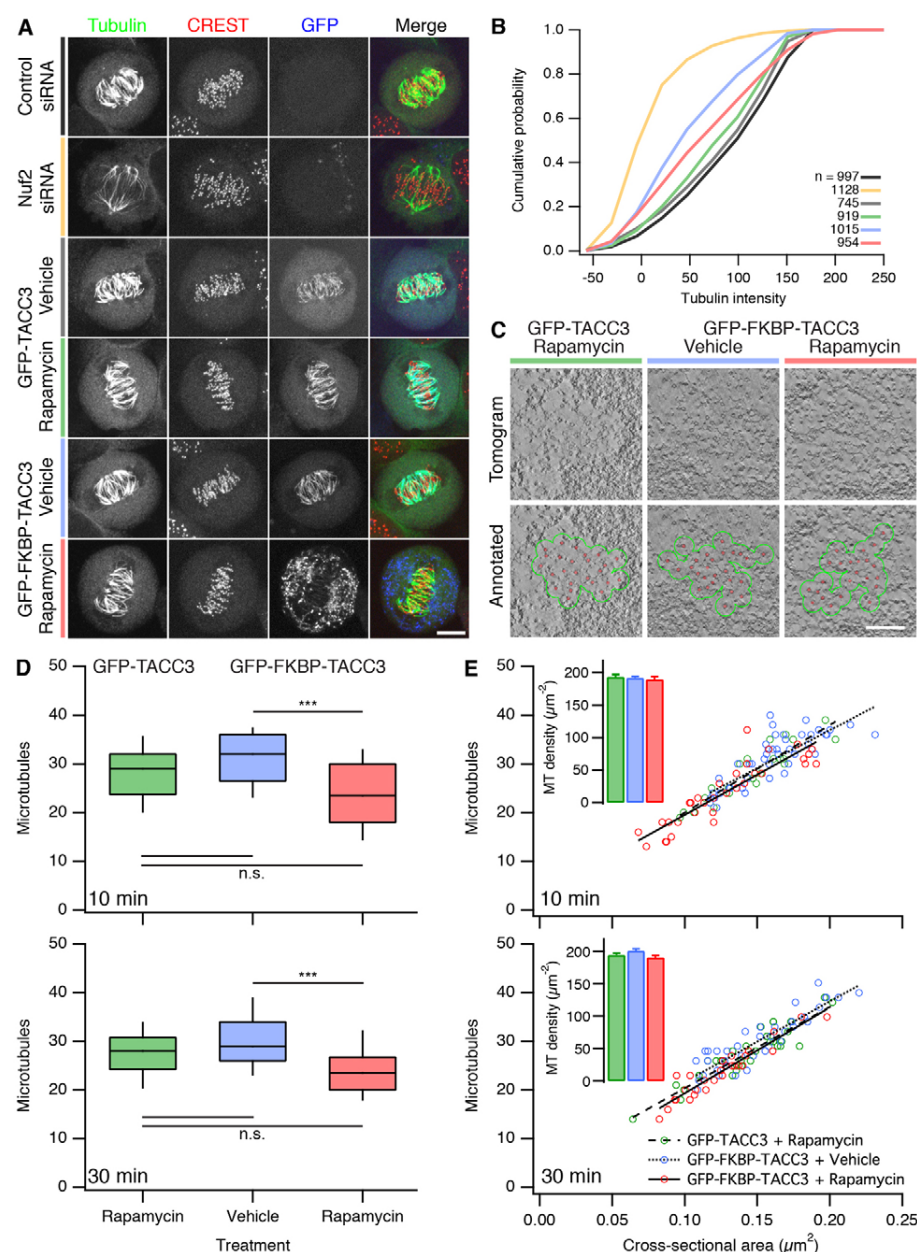 A
Tubulin CREST GFP Merge
Control
siRNA
Nuf2
siRNA
GFP-TACC3
Vehicle
Rapamycin
GFP-FKBP-TACC3
Vehicle
Rapamycin
B
Cumulative probability
1.0
0.8
0.6
0.4
0.2
0.0
n = 997
1128
745
919
1015
954
-50 0 50 100 150 200 250
Tubulin intensity
C
GFP-TACC3 GFP-FKBP-TACC3
Rapamycin Vehicle Rapamycin
Tomogram
Annotated
D
GFP-TACC3 GFP-FKBP-TACC3
Microtubules
50
40
30
20
10
0
***
n.s.
10 min
Microtubules
50
40
30
20
10
0
***
n.s.
30 min
Rapamycin Vehicle Rapamycin
Treatment
E
Microtubules
50
40
30
20
10
0
MT density (µm-2)
200
150
100
50
0
10 min
Microtubules
50
40
30
20
10
0
MT density (µm-2)
200
150
100
50
0
GFP-TACC3 + Rapamycin
GFP-FKBP-TACC3 + Vehicle
GFP-FKBP-TACC3 + Rapamycin
30 min
0.00 0.05 0.10 0.15 0.20 0.25
Cross-sectional area (µm2)